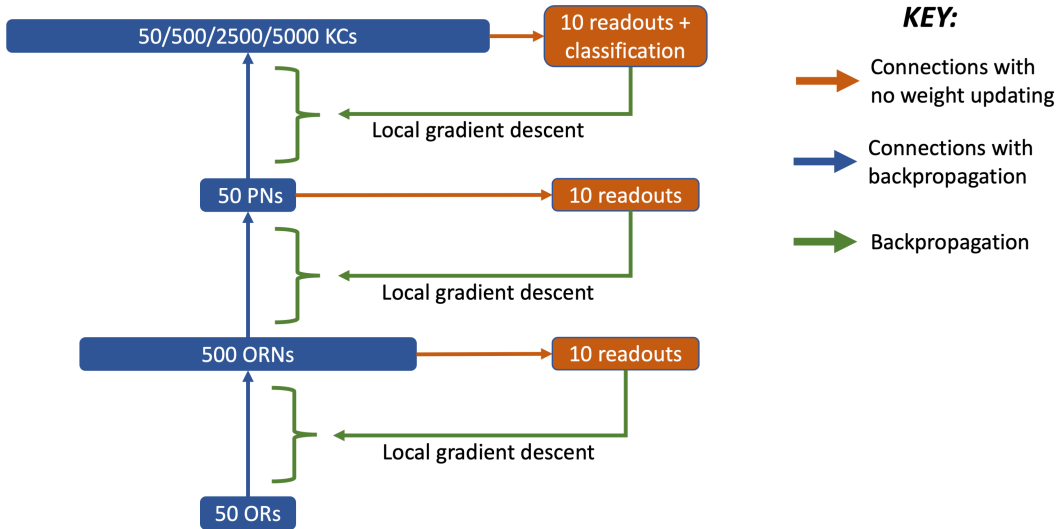 50/500/2500/5000 KCs
10 readouts +
classification
Local gradient descent
50 PNs
10 readouts
Local gradient descent
500 ORNs
10 readouts
Local gradient descent
50 ORs
KEY:
Connections with
no weight updating
Connections with
backpropagation
Backpropagation